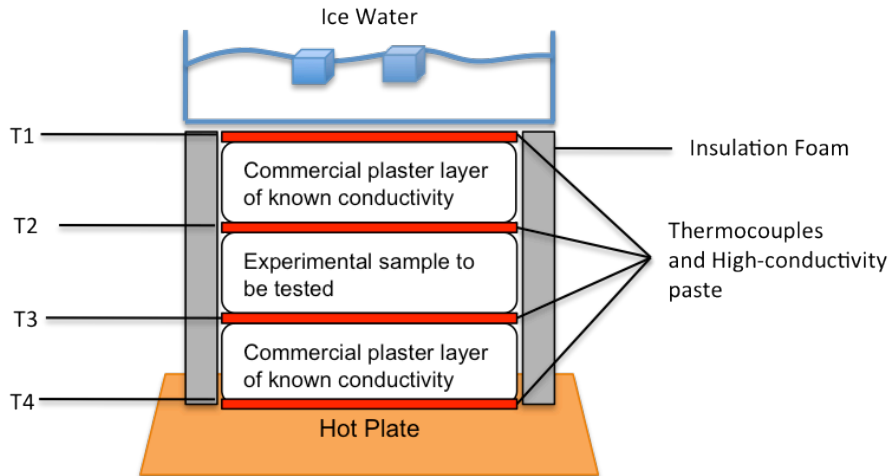 Ice Water
T1
Commercial plaster layer
of known conductivity
Insulation Foam
T2
Experimental sample to
be tested
Thermocouples
and High-conductivity
paste
T3
Commercial plaster layer
of known conductivity
T4
Hot Plate